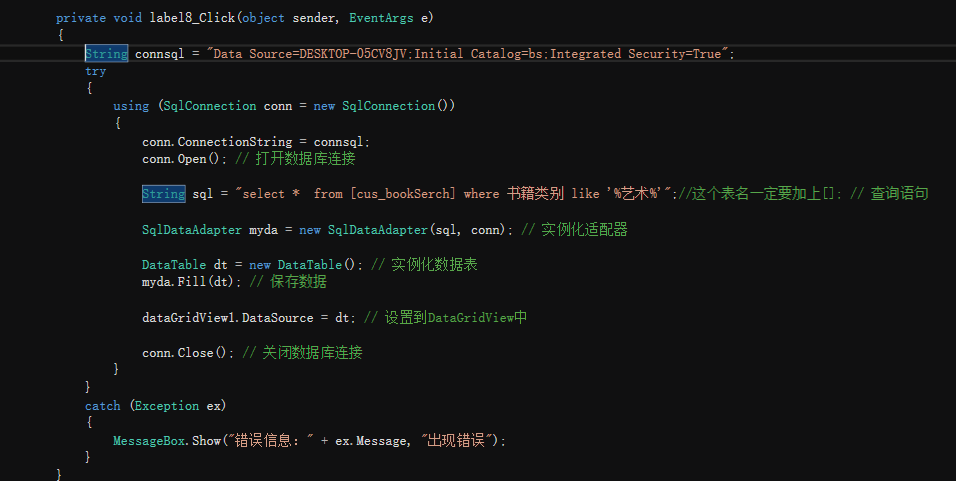 private void label8_Click(object sender, EventArgs e)
{
String connsql = "Data Source=DESKTOP-O5CV8JV;Initial Catalog=bs;Integrated Security=True";
try
{
using (SqlConnection conn = new SqlConnection())
{
conn.ConnectionString = connsql;
conn.Open(); // 打开数据库连接
String sql = "select *  from [cus_bookSerch] where 书籍类别 like '%艺术%'";//这个表名一定要加上[]; // 查询语句
SqlDataAdapter myda = new SqlDataAdapter(sql, conn); // 实例化适配器
DataTable dt = new DataTable(); // 实例化数据表
myda.Fill(dt); // 保存数据
dataGridView1.DataSource = dt; // 设置到DataGridView中
conn.Close(); // 关闭数据库连接
}
}
catch (Exception ex)
{
MessageBox.Show("错误信息：" + ex.Message, "出现错误");
}
}